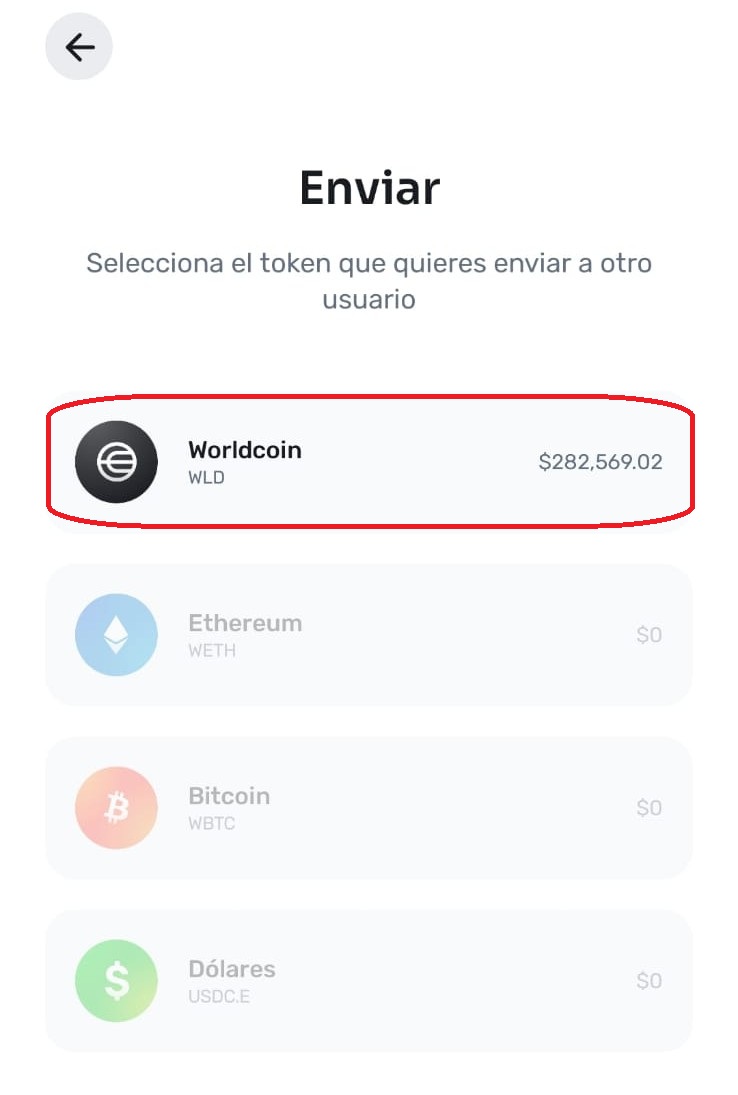 Enviar
Selecciona el token que quieres enviar a otro
usuario
Worldcoin
WLD
$282,569.02
Ethereum
WETH
$0
Bitcoin
WBTC
$0
Dólares
USDC.E
$0